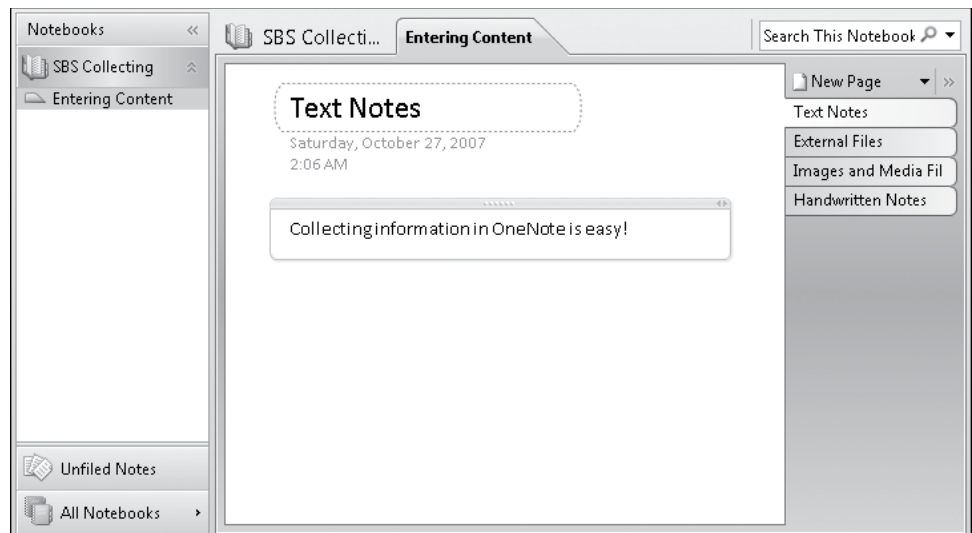 Notebooks «
SBS Collecting
Entering Content
Unfiled Notes
All Notebooks
SBS Collecti...
Entering Content
Search This Notebook
Text Notes
Saturday, October 27, 2007
2:06 AM
Collecting information in OneNote is easy!
New Page »
Text Notes
External Files
Images and Media Fil
Handwritten Notes